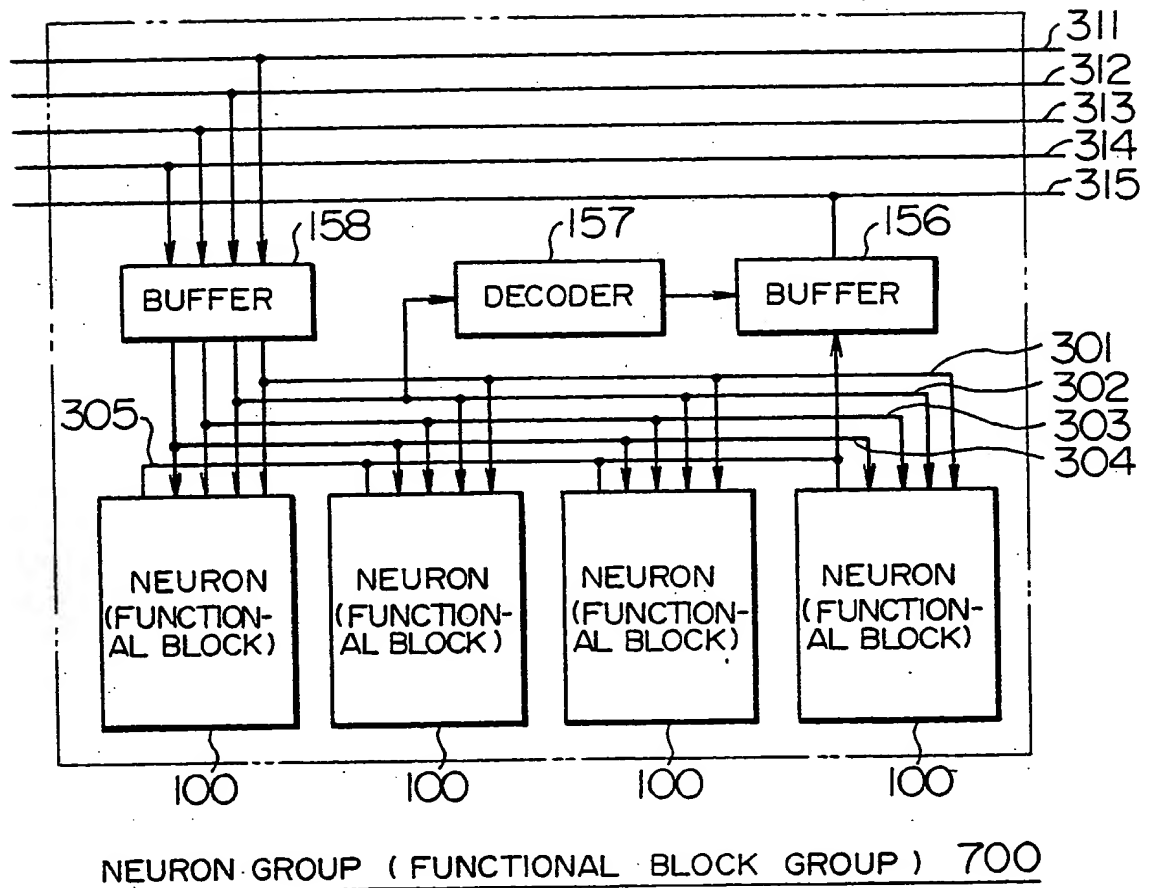 311
312
313
314
315
158
157
156
BUFFER
DECODER
BUFFER
301
302
303
304
305
NEURON
(FUNCTION-
AL BLOCK)
NEURON
(FUNCTION-
AL BLOCK)
NEURON
(FUNCTION-
AL BLOCK)
NEURON
(FUNCTION-
AL BLOCK)
100
100
100
100
NEURON GROUP (FUNCTIONAL BLOCK GROUP) 700